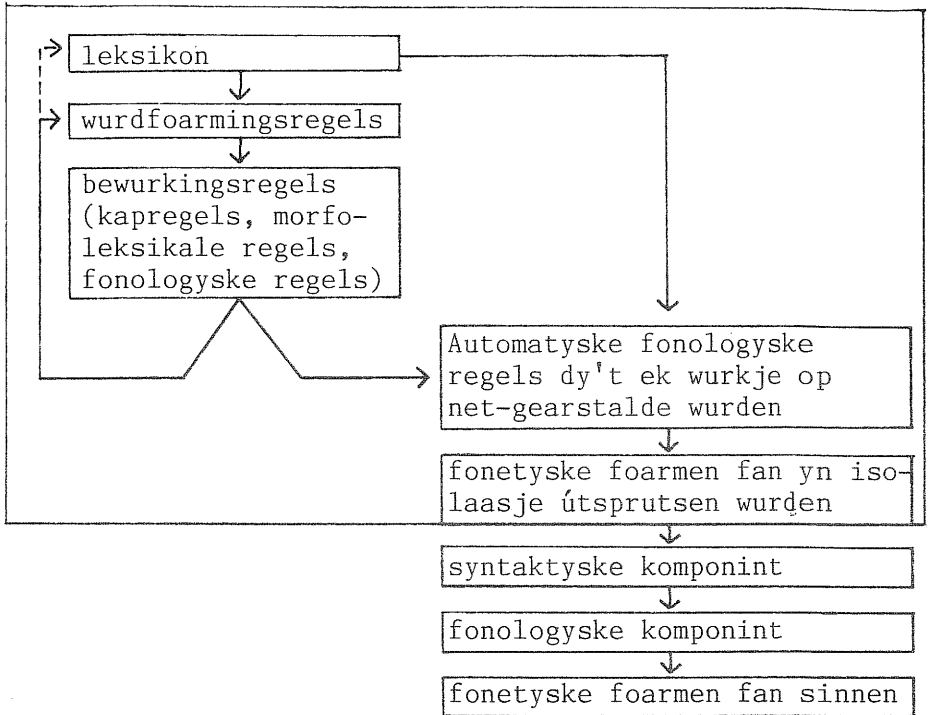 leksikon
wurdfoarmingsregels
bewurkingsregels
(kapregels, morfo-
leksikale regels,
fonologyske regels)
Automatyske fonologyske
regels dy't ek wurkje op
net-gearstalde wurden
fonetyske foarmen fan yn iso-
laasje útsprutsen wurden
syntaktyske komponint
fonologyske komponint
fonetyske foarmen fan sinnen